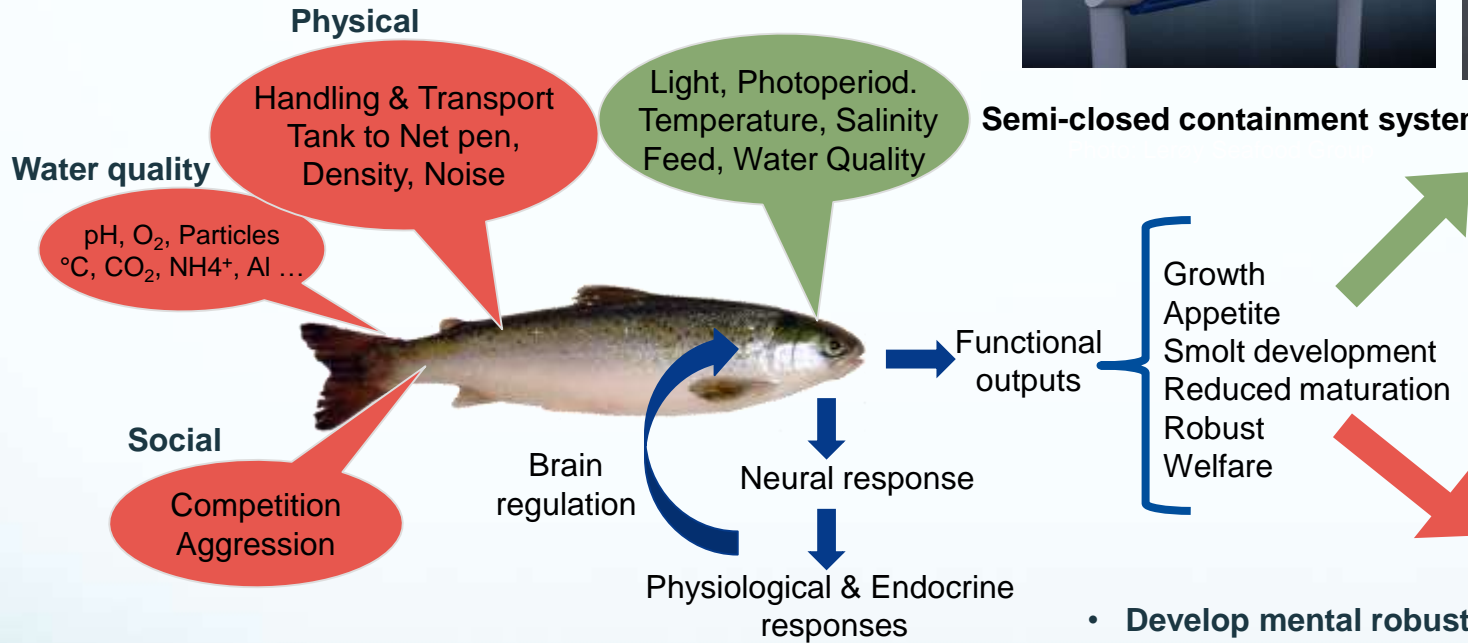 Physical
Handling & Transport
Tank to Net pen,
Density, Noise
Light, Photoperiod.
Temperature, Salinity
Feed, Water Quality
Semi-closed containment system
Water quality
pH, O₂, Particles
°C, CO₂, NH4⁺, Al …
Growth
Appetite
Smolt development
Reduced maturation
Robust
Welfare
Functional
outputs
Social
Competition
Aggression
Brain
regulation
Neural response
Physiological & Endocrine
responses
• Develop mental robust